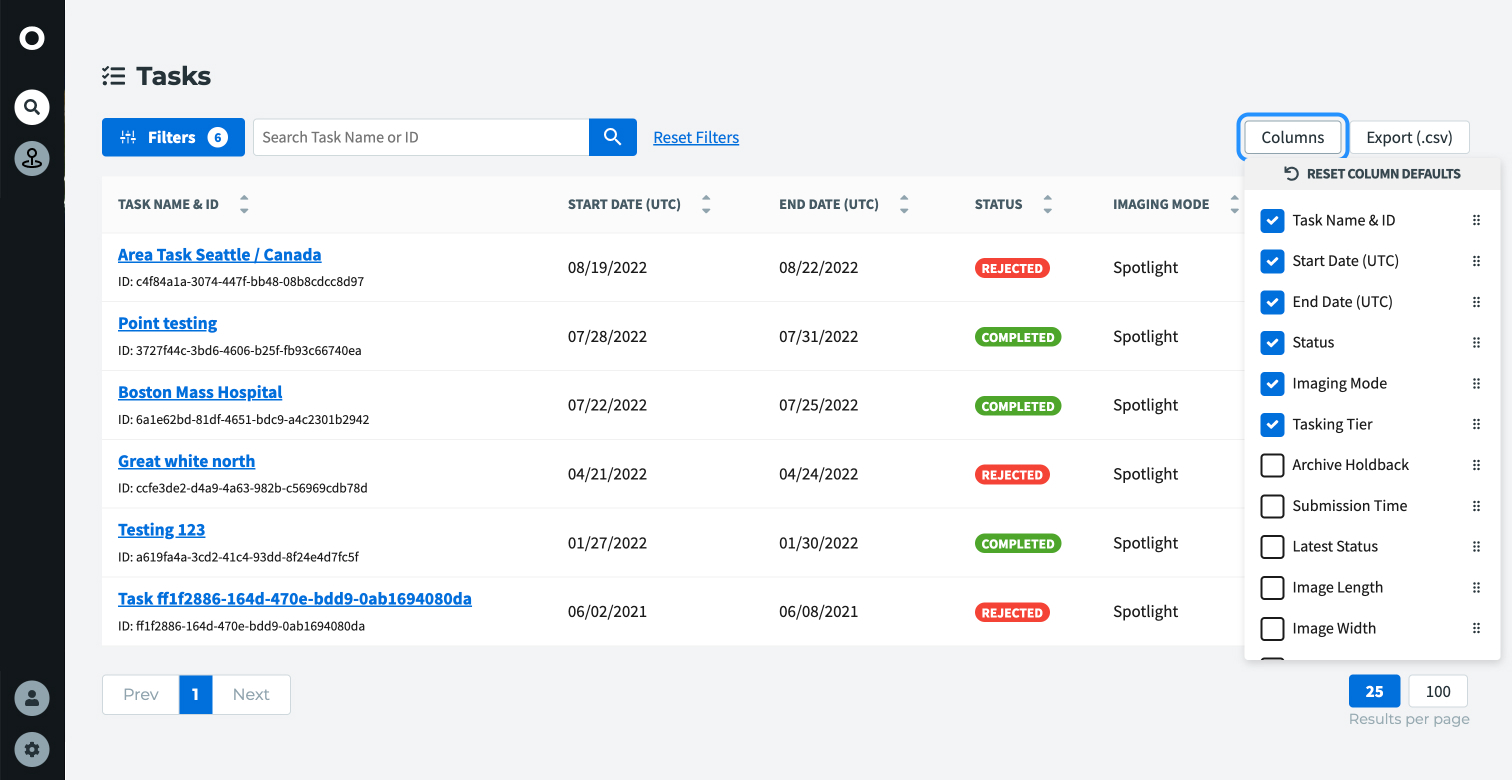 Tasks
Filters 6
Search Task Name or ID
Reset Filters
Columns
Export (.csv)
RESET COLUMN DEFAULTS
TASK NAME & ID START DATE (UTC) END DATE (UTC) STATUS IMAGING MODE
Area Task Seattle / Canada
ID: c4f84a1a-3074-447f-bb48-08b8cdcc8d97
08/19/2022 08/22/2022 REJECTED Spotlight
Point testing
ID: 3727f44c-3bd6-4606-b25f-fb93c66740ea
07/28/2022 07/31/2022 COMPLETED Spotlight
Boston Mass Hospital
ID: 6a1e62bd-81df-4651-bdc9-a4c2301b2942
07/22/2022 07/25/2022 COMPLETED Spotlight
Great white north
ID: ccfe3de2-d4a9-4a63-982b-c56969cdb78d
04/21/2022 04/24/2022 REJECTED Spotlight
Testing 123
ID: a619fa4a-3cd2-41c4-93dd-8f24e4d7fc5f
01/27/2022 01/30/2022 COMPLETED Spotlight
Task ff1f2886-164d-470e-bdd9-0ab1694080da
ID: ff1f2886-164d-470e-bdd9-0ab1694080da
06/02/2021 06/08/2021 REJECTED Spotlight
Task Name & ID
Start Date (UTC)
End Date (UTC)
Status
Imaging Mode
Tasking Tier
Archive Holdback
Submission Time
Latest Status
Image Length
Image Width
Prev 1 Next
25 100
Results per page